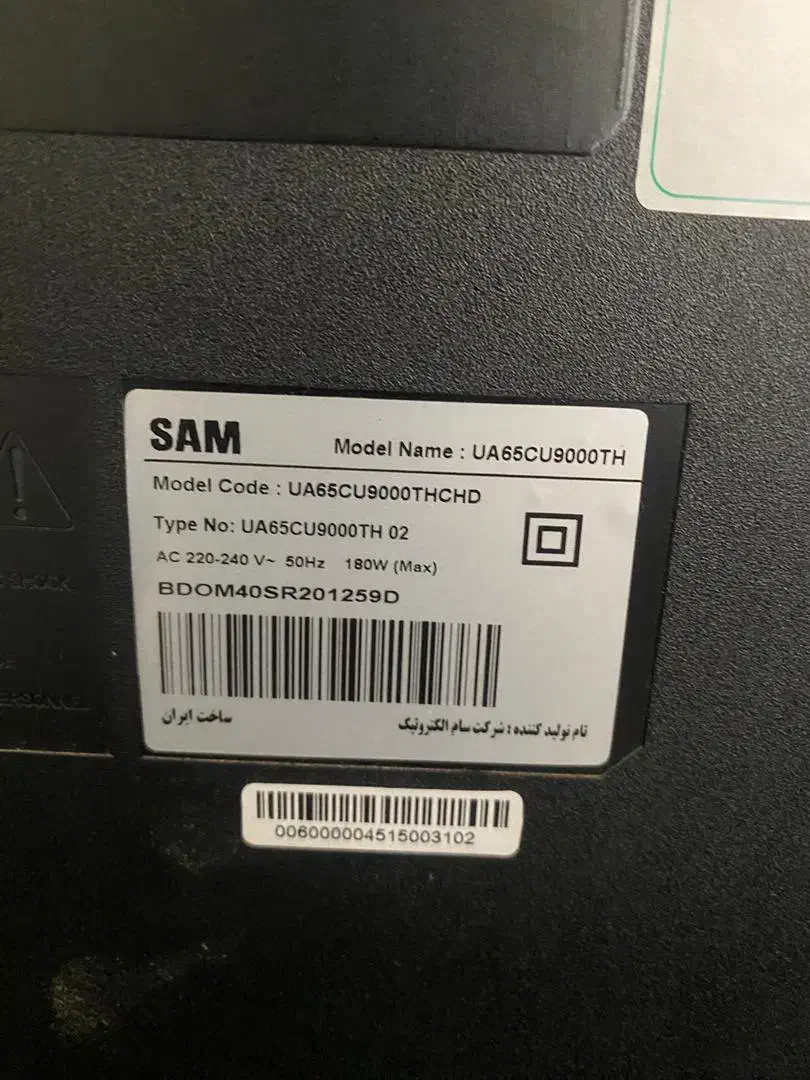 SAM
Model Name : UA65CU9000TH
Model Code : UA65CU9000THCHD
Type No: UA65CU9000TH 02
AC 220-240 V~ 50Hz 180W (Max)
BDOM40SR201259D
نام تولید کننده : شرکت سام الکترونیک
ساخت ایران
006000004515003102
SHOCK